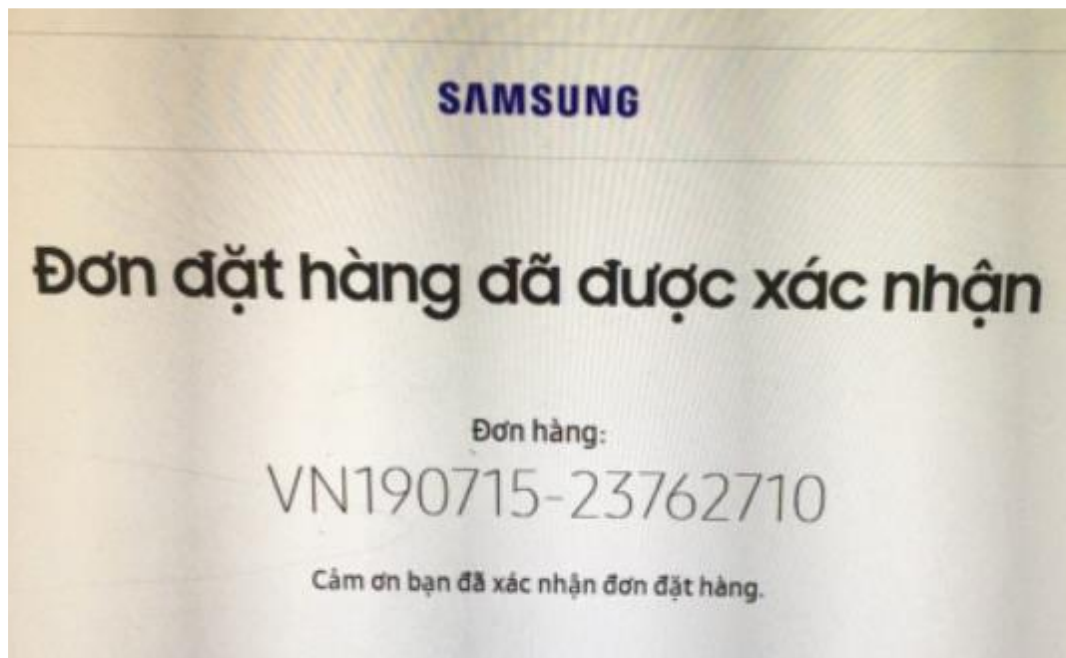 SAMSUNG
Đơn đặt hàng đã được xác nhận
Đơn hàng:
VN190715-23762710
Cảm ơn bạn đã xác nhận đơn đặt hàng.